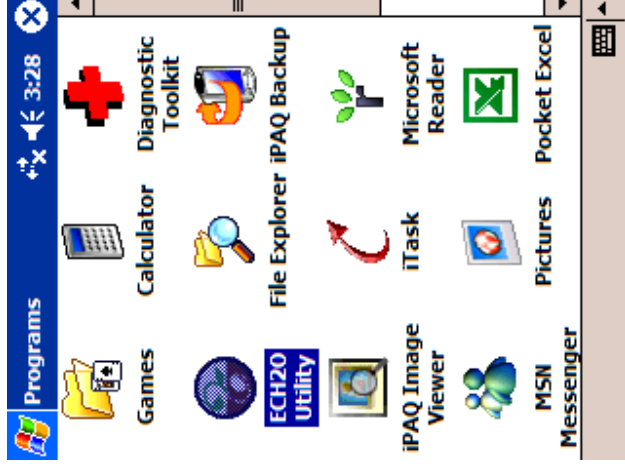 Programs
3:28
Games
Calculator
Diagnostic
Toolkit
ECH2O
Utility
File Explorer
iPAQ Backup
iPAQ Image
Viewer
iTask
Microsoft
Reader
MSN
Messenger
Pictures
Pocket Excel